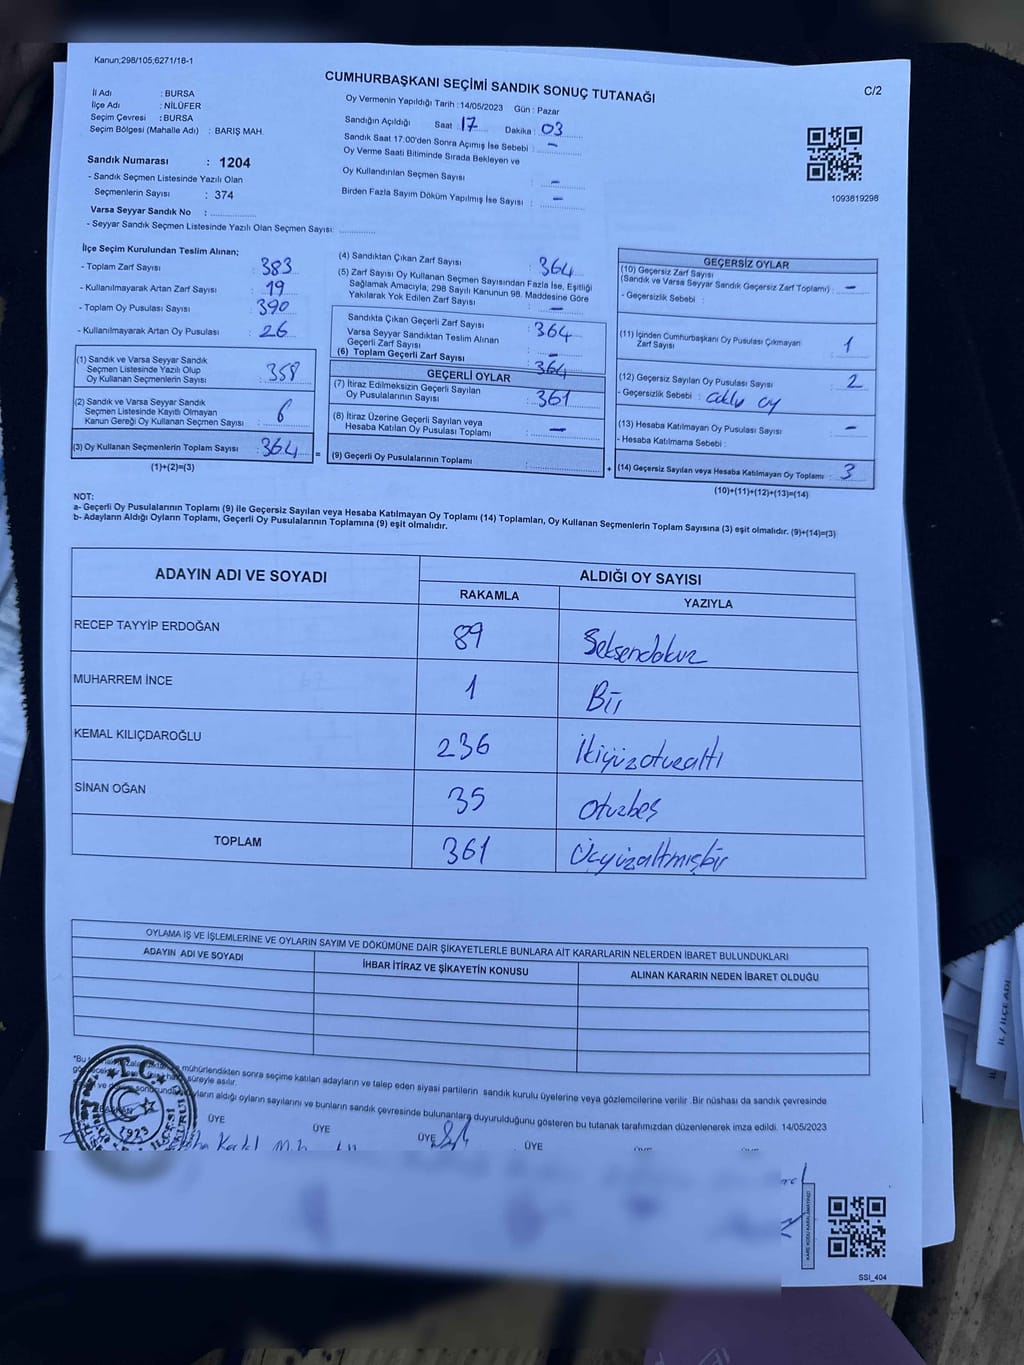 Kanun;298/105;6271/18-1
CUMHURBAŞKANI SEÇİMİ SANDIK SONUÇ TUTANAĞI
C/2
İl Adı : BURSA
İlçe Adı : NİLÜFER
Seçim Çevresi : BURSA
Seçim Bölgesi (Mahalle Adı) : BARIŞ MAH.
Sandık Numarası : 1204
- Sandık Seçmen Listesinde Yazılı Olan
Seçmenlerin Sayısı : 374
Varsa Seyyar Sandık No :
- Seyyar Sandık Seçmen Listesinde Yazılı Olan Seçmen Sayısı:
Oy Vermenin Yapıldığı Tarih :14/05/2023 Gün : Pazar
Sandığın Açıldığı Saat : 17 Dakika : 03
Sandık Saat 17:00'den Sonra Açımış İse Sebebi : -
Oy Verme Saati Bitiminde Sırada Bekleyen ve
Oy Kullandırılan Seçmen Sayısı : -
Birden Fazla Sayım Döküm Yapılmış İse Sayısı : -
1093819298
İlçe Seçim Kurulundan Teslim Alınan;
- Toplam Zarf Sayısı : 383
- Kullanılmayarak Artan Zarf Sayısı : 19
- Toplam Oy Pusulası Sayısı : 390
- Kullanılmayarak Artan Oy Pusulası : 26
(1) Sandık ve Varsa Seyyar Sandık
Seçmen Listesinde Yazılı Olup
Oy Kullanan Seçmenlerin Sayısı : 358
(2) Sandık ve Varsa Seyyar Sandık
Seçmen Listesinde Kayıtlı Olmayan
Kanun Gereği Oy Kullanan Seçmen Sayısı : 6
(3) Oy Kullanan Seçmenlerin Toplam Sayısı : 364
(1)+(2)=(3)
=
(4) Sandıktan Çıkan Zarf Sayısı : 364
(5) Zarf Sayısı Oy Kullanan Seçmen Sayısından Fazla İse, Eşitliği
Sağlamak Amacıyla, 298 Sayılı Kanunun 98. Maddesine Göre
Yakılarak Yok Edilen Zarf Sayısı : -
Sandıkta Çıkan Geçerli Zarf Sayısı : 364
Varsa Seyyar Sandıktan Teslim Alınan
Geçerli Zarf Sayısı : -
(6) Toplam Geçerli Zarf Sayısı : 364
GEÇERLİ OYLAR
(7) İtiraz Edilmeksizin Geçerli Sayılan
Oy Pusulalarının Sayısı : 361
(8) İtiraz Üzerine Geçerli Sayılan veya
Hesaba Katılan Oy Pusulası Toplamı : -
(9) Geçerli Oy Pusulalarının Toplamı :
+
GEÇERSİZ OYLAR
(10) Geçersiz Zarf Sayısı
(Sandık ve Varsa Seyyar Sandık Geçersiz Zarf Toplamı) : -
- Geçersizlik Sebebi :
(11) İçinden Cumhurbaşkanı Oy Pusulası Çıkmayan
Zarf Sayısı : 1
(12) Geçersiz Sayılan Oy Pusulası Sayısı : 2
- Geçersizlik Sebebi : oy
(13) Hesaba Katılmayan Oy Pusulası Sayısı : -
- Hesaba Katılmama Sebebi :
(14) Geçersiz Sayılan veya Hesaba Katılmayan Oy Toplamı : 3
(10)+(11)+(12)+(13)=(14)
NOT:
a- Geçerli Oy Pusulalarının Toplamı (9) ile Geçersiz Sayılan veya Hesaba Katılmayan Oy Toplamı (14) Toplamları, Oy Kullanan Seçmenlerin Toplam Sayısına (3) eşit olmalıdır. (9)+(14)=(3)
b- Adayların Aldığı Oyların Toplamı, Geçerli Oy Pusulalarının Toplamına (9) eşit olmalıdır.
ADAYIN ADI VE SOYADI ALDIĞI OY SAYISI
RAKAMLA YAZIYLA
RECEP TAYYİP ERDOĞAN 89 Seksendokuz
MUHARREM İNCE 1 Bir
KEMAL KILIÇDAROĞLU 236 İkiyüzotuzaltı
SİNAN OĞAN 35 Otuzbeş
TOPLAM 361 Üçyüzaltmışbir
OYLAMA İŞ VE İŞLEMLERİNE VE OYLARIN SAYIM VE DÖKÜMÜNE DAİR ŞİKAYETLERLE BUNLARA AİT KARARLARIN NELERDEN İBARET BULUNDUKLARI
ADAYIN ADI VE SOYADI İHBAR İTİRAZ VE ŞİKAYETİN KONUSU ALINAN KARARIN NEDEN İBARET OLDUĞU
*Bu mühürlendikten sonra seçime katılan adayların ve talep eden siyasi partilerin sandık kurulu üyelerine veya gözlemcilerine verilir .Bir nüshası da sandık çevresinde
süreyle asılır.
aldığı oyların sayılarını ve bunların sandık çevresinde bulunanlara duyurulduğunu gösteren bu tutanak tarafımızdan düzenlenerek imza edildi. 14/05/2023
BAŞKAN ÜYE ÜYE ÜYE ÜYE
T.C.
1923
SSI_404
İL / İLÇE ADI